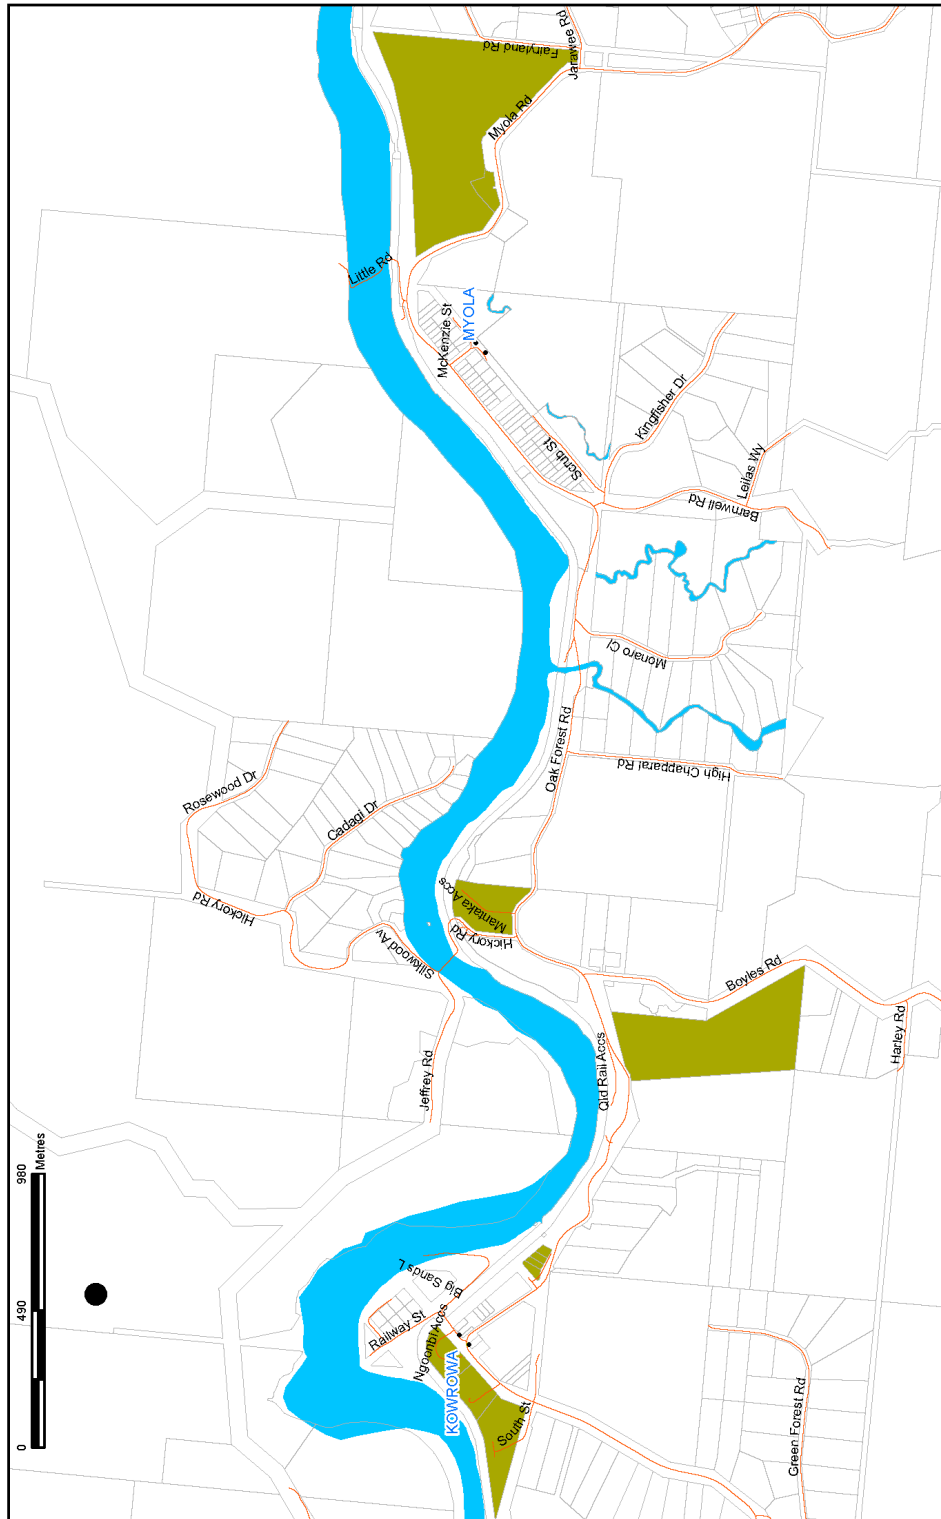 Fairyland Rd
Jarawee Rd
Myola Rd
Little Rd
MYOLA
McKenzie St
Kingfisher Dr
Scrub St
Leilas Wy
Barnwell Rd
Monaro Cl
Oak Forest Rd
High Chapparal Rd
Rosewood Dr
Cadagi Dr
Hickory Rd
Mantaka Accs
Hickory Rd
Silkwood Av
Boyles Rd
Harley Rd
Jeffrey Rd
Qld Rail Accs
980
Metres
490
0
Big Sands L
Railway St
Ngoonbi Accs
KOWROWA
South St
Green Forest Rd